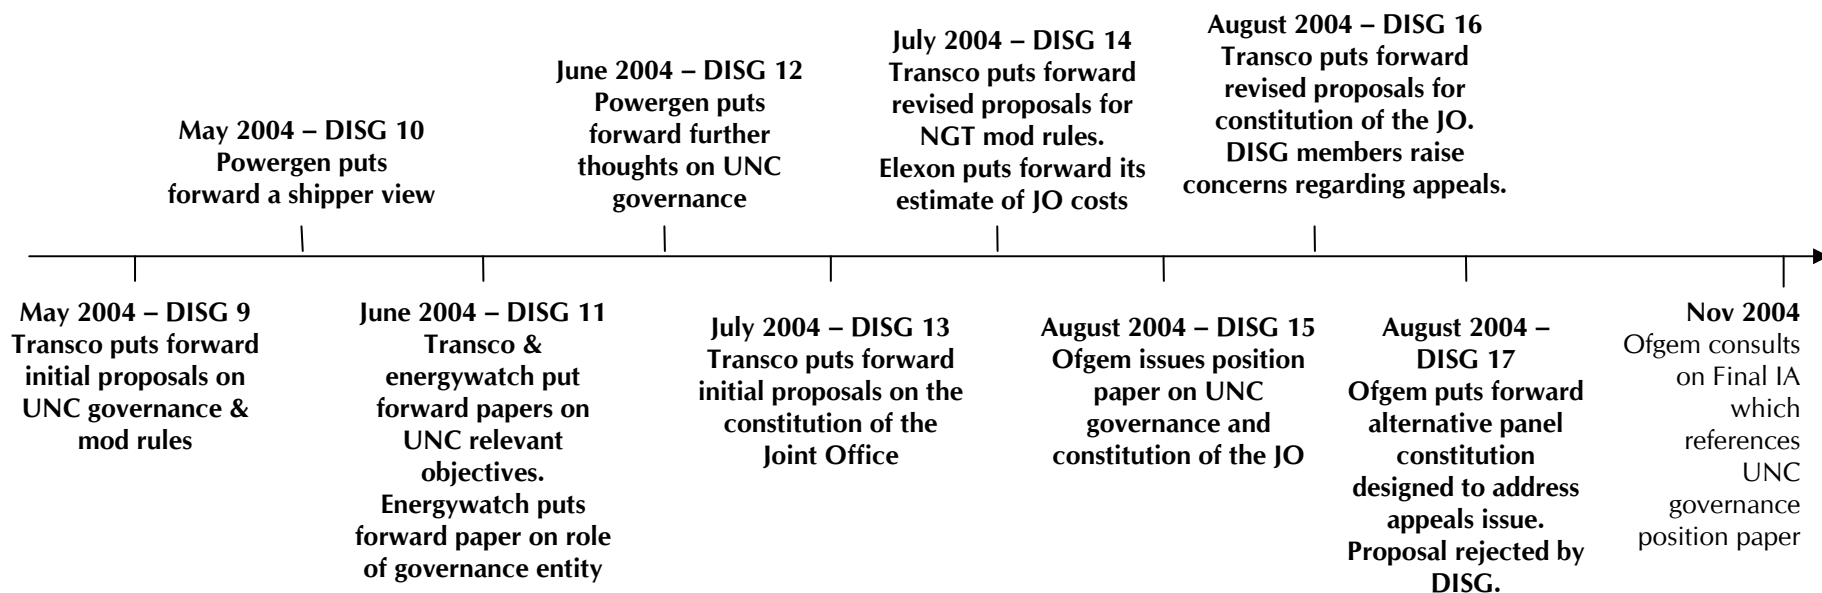 May 2004 – DISG 9
Transco puts forward
initial proposals on
UNC governance &
mod rules
May 2004 – DISG 10
Powergen puts
forward a shipper view
June 2004 – DISG 11
Transco &
energywatch put
forward papers on
UNC relevant
objectives.
Energywatch puts
forward paper on role
of governance entity
June 2004 – DISG 12
Powergen puts
forward further
thoughts on UNC
governance
July 2004 – DISG 13
Transco puts forward
initial proposals on the
constitution of the
Joint Office
July 2004 – DISG 14
Transco puts forward
revised proposals for
NGT mod rules.
Elexon puts forward its
estimate of JO costs
August 2004 – DISG 15
Ofgem issues position
paper on UNC
governance and
constitution of the JO
August 2004 – DISG 16
Transco puts forward
revised proposals for
constitution of the JO.
DISG members raise
concerns regarding appeals.
August 2004 –
DISG 17
Ofgem puts forward
alternative panel
constitution
designed to address
appeals issue.
Proposal rejected by
DISG.
Nov 2004
Ofgem consults
on Final IA
which
references
UNC
governance
position paper